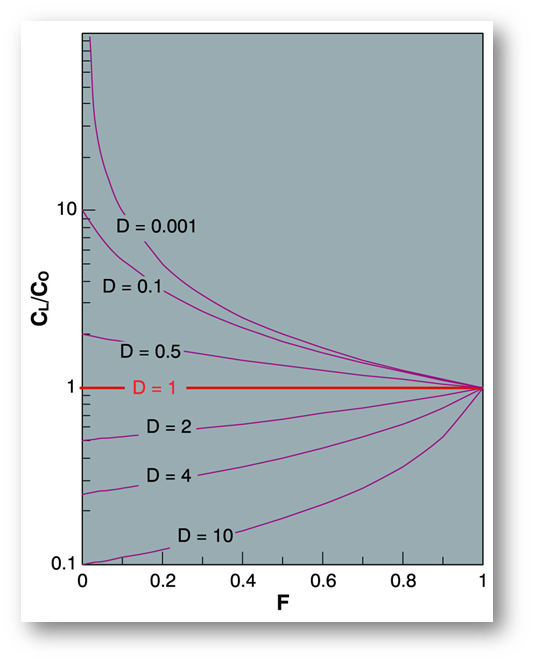 10
D = 0.001
D = 0.1
C_L/C_O
D = 0.5
1
D = 1
D = 2
D = 4
D = 10
0.1
0 0.2 0.4 0.6 0.8 1
F